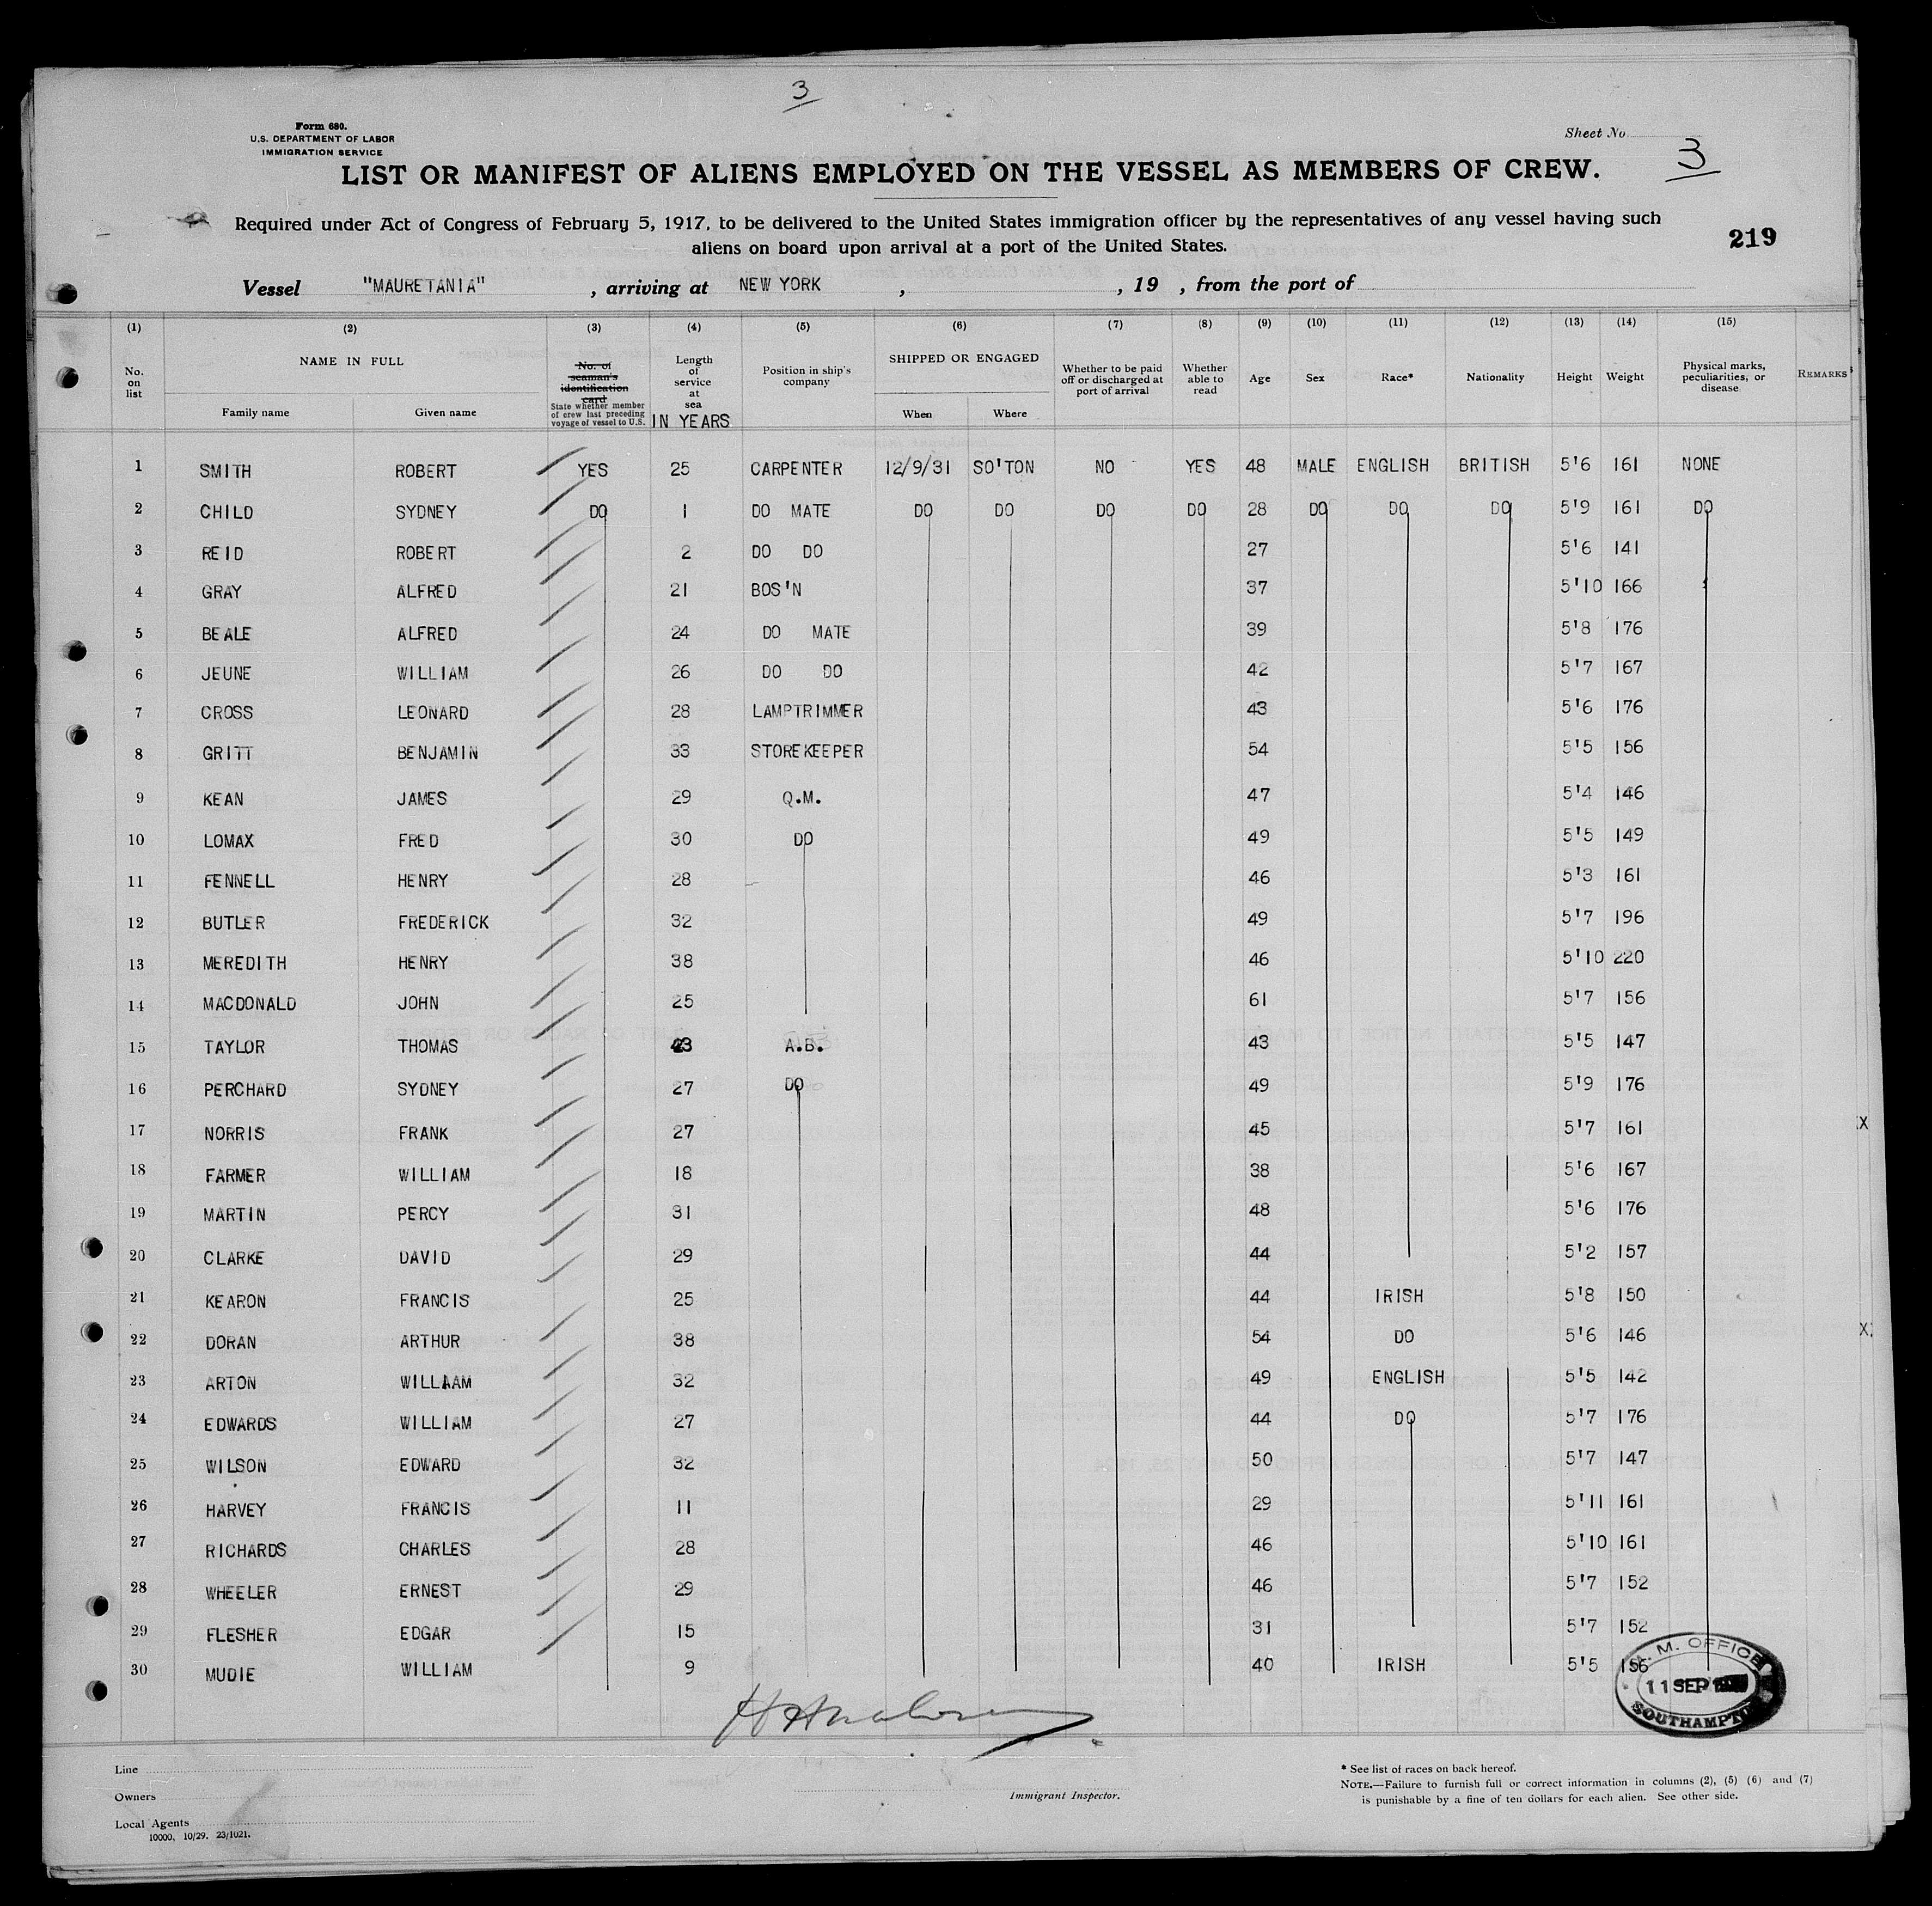 3
Form 680.
U.S. DEPARTMENT OF LABOR
IMMIGRATION SERVICE
Sheet No.
3
LIST OR MANIFEST OF ALIENS EMPLOYED ON THE VESSEL AS MEMBERS OF CREW.
Required under Act of Congress of February 5, 1917, to be delivered to the United States immigration officer by the representatives of any vessel having such
aliens on board upon arrival at a port of the United States.
219
Vessel "MAURETANIA" , arriving at NEW YORK , , 19 , from the port of
(1) (2) (3) (4) (5) (6) (7) (8) (9) (10) (11) (12) (13) (14) (15)
No. on list
NAME IN FULL
Family name Given name
No. of seaman's identification card
State whether member of crew last preceding voyage of vessel to U.S.
Length of service at sea
IN YEARS
Position in ship's company
SHIPPED OR ENGAGED
When Where
Whether to be paid off or discharged at port of arrival
Whether able to read
Age Sex Race* Nationality Height Weight
Physical marks, peculiarities, or disease
REMARKS
1 SMITH ROBERT YES 25 CARPENTER 12/9/31 SO'TON NO YES 48 MALE ENGLISH BRITISH 5'6 161 NONE
2 CHILD SYDNEY DO 1 DO MATE DO DO DO DO 28 DO DO DO 5'9 161 DO
3 REID ROBERT 2 DO DO 27 5'6 141
4 GRAY ALFRED 21 BOS'N 37 5'10 166
5 BEALE ALFRED 24 DO MATE 39 5'8 176
6 JEUNE WILLIAM 26 DO DO 42 5'7 167
7 CROSS LEONARD 28 LAMPTRIMMER 43 5'6 176
8 GRITT BENJAMIN 33 STOREKEEPER 54 5'5 156
9 KEAN JAMES 29 Q.M. 47 5'4 146
10 LOMAX FRED 30 DO 49 5'5 149
11 FENNELL HENRY 28 46 5'3 161
12 BUTLER FREDERICK 32 49 5'7 196
13 MEREDITH HENRY 38 46 5'10 220
14 MACDONALD JOHN 25 61 5'7 156
15 TAYLOR THOMAS A.B. 43 5'5 147
16 PERCHARD SYDNEY 27 DO 49 5'9 176
17 NORRIS FRANK 27 45 5'7 161 X
18 FARMER WILLIAM 18 38 5'6 167
19 MARTIN PERCY 31 48 5'6 176
20 CLARKE DAVID 29 44 5'2 157
21 KEARON FRANCIS 25 44 IRISH 5'8 150
22 DORAN ARTHUR 38 54 DO 5'6 146 X
23 ARTON WILLAAM 32 49 ENGLISH 5'5 142
24 EDWARDS WILLIAM 27 44 DO 5'7 176
25 WILSON EDWARD 32 50 5'7 147
26 HARVEY FRANCIS 11 29 5'11 161
27 RICHARDS CHARLES 28 46 5'10 161
28 WHEELER ERNEST 29 46 5'7 152
29 FLESHER EDGAR 15 31 5'7 152
30 MUDIE WILLIAM 9 40 IRISH 5'5 156
M. OFFICE
11 SEP
SOUTHAMPTON
Line
Owners
Local Agents
10000, 10/29. 23/1021.
Immigrant Inspector.
* See list of races on back hereof.
NOTE.—Failure to furnish full or correct information in columns (2), (5) (6) and (7)
is punishable by a fine of ten dollars for each alien. See other side.